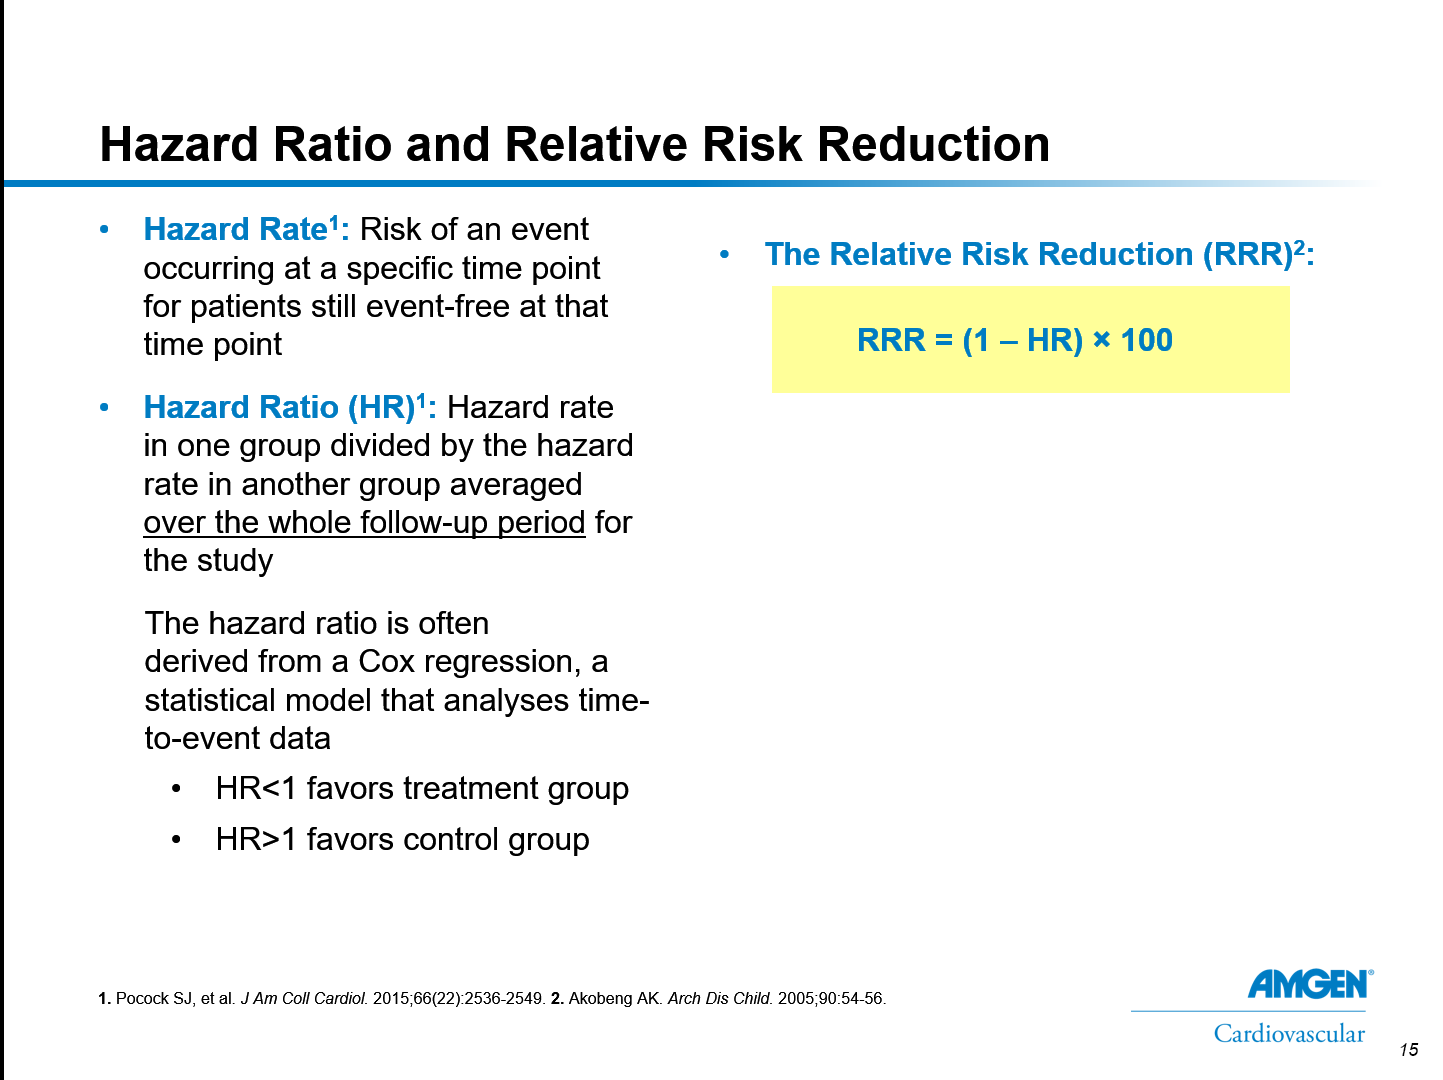 Hazard Ratio and Relative Risk Reduction
• Hazard Rate¹: Risk of an event
occurring at a specific time point
for patients still event-free at that
time point
• Hazard Ratio (HR)¹: Hazard rate
in one group divided by the hazard
rate in another group averaged
over the whole follow-up period for
the study
The hazard ratio is often
derived from a Cox regression, a
statistical model that analyses time-
to-event data
• HR<1 favors treatment group
• HR>1 favors control group
• The Relative Risk Reduction (RRR)²:
RRR = (1 – HR) × 100
1. Pocock SJ, et al. J Am Coll Cardiol. 2015;66(22):2536-2549. 2. Akobeng AK. Arch Dis Child. 2005;90:54-56.
AMGEN®
Cardiovascular
15